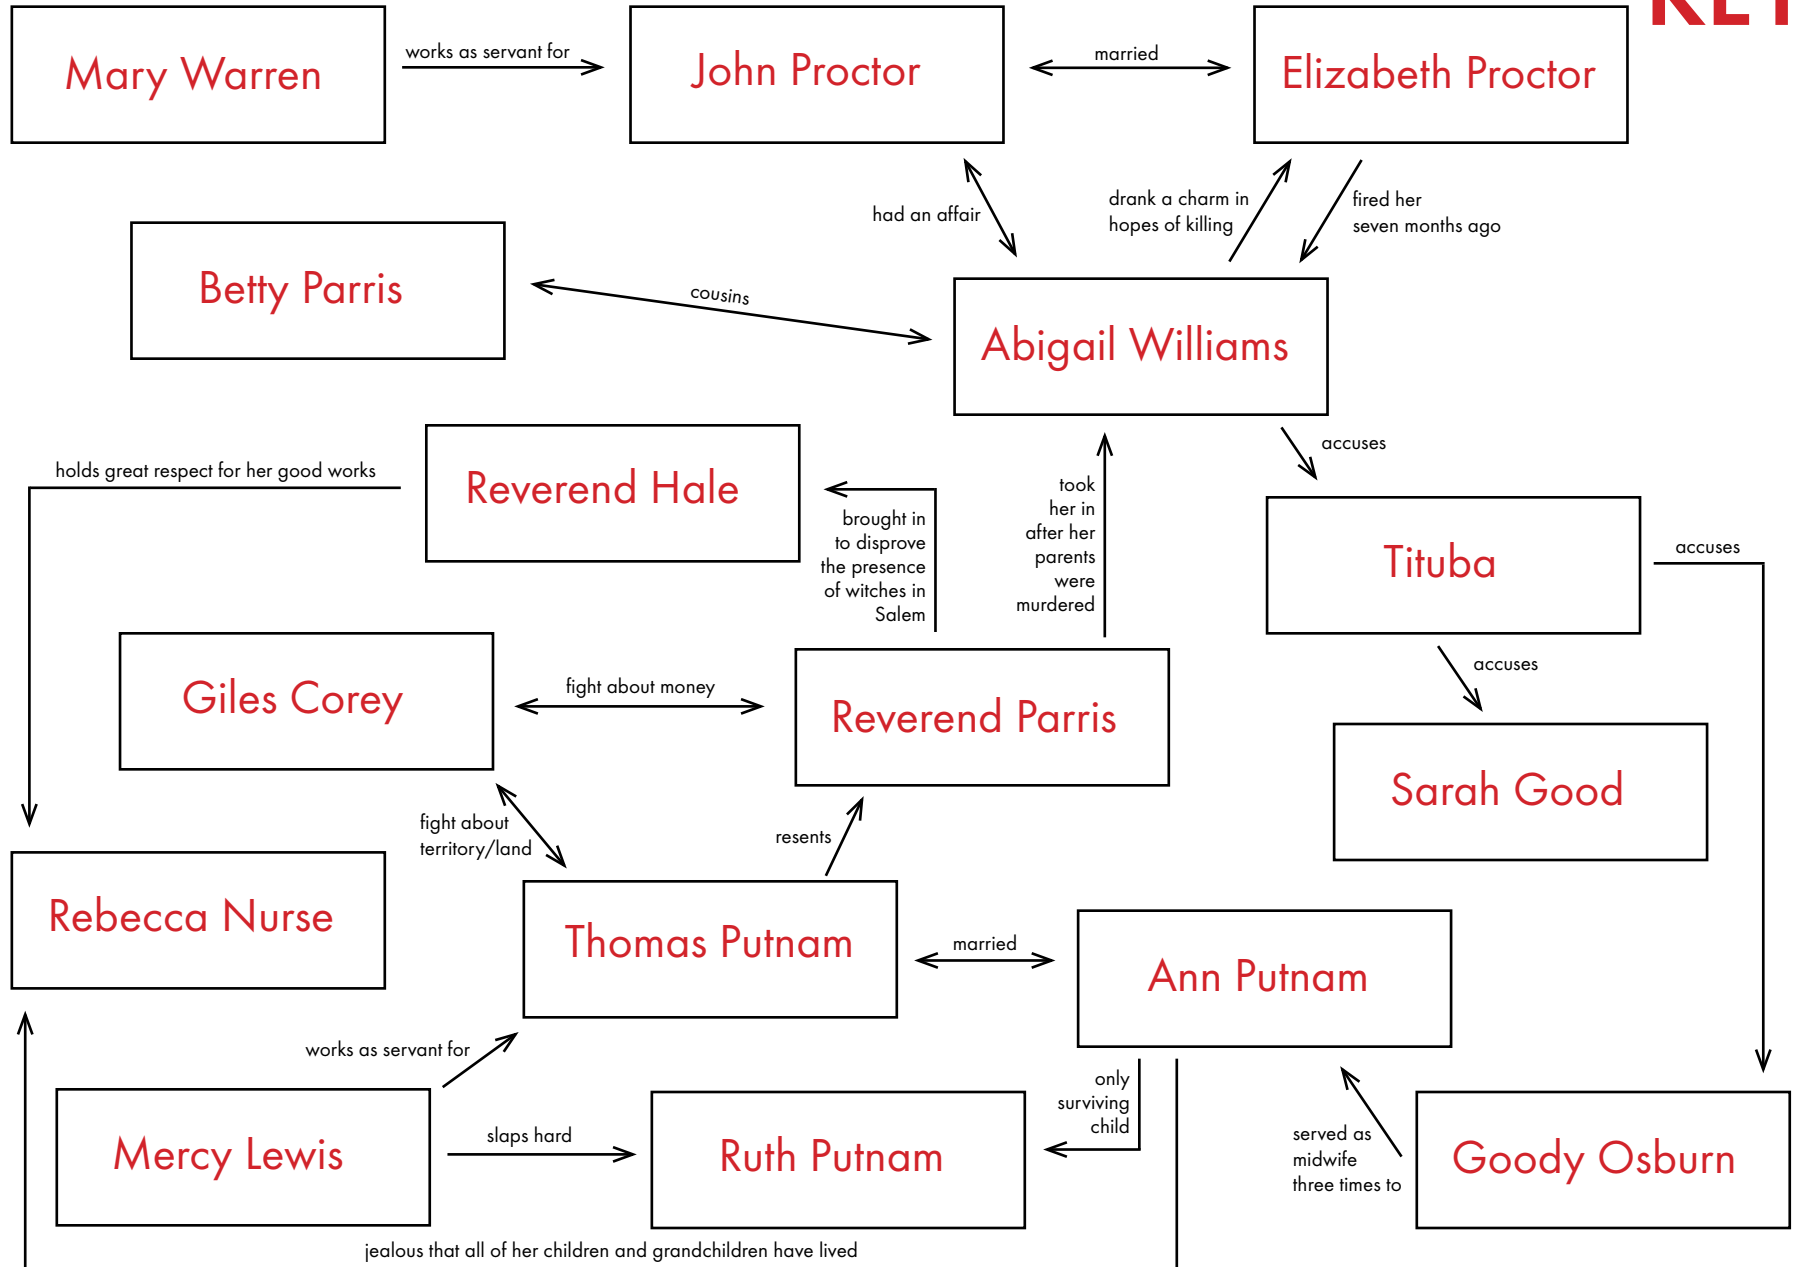 KEY
Mary Warren
works as servant for
John Proctor
married
Elizabeth Proctor
had an affair
drank a charm in
hopes of killing
fired her
seven months ago
Betty Parris
cousins
Abigail Williams
accuses
holds great respect for her good works
Reverend Hale
brought in
to disprove
the presence
of witches in
Salem
took
her in
after her
parents
were
murdered
Tituba
accuses
accuses
Giles Corey
fight about money
Reverend Parris
Sarah Good
fight about
territory/land
resents
Rebecca Nurse
Thomas Putnam
married
Ann Putnam
works as servant for
only
surviving
child
Mercy Lewis
slaps hard
Ruth Putnam
served as
midwife
three times to
Goody Osburn
jealous that all of her children and grandchildren have lived